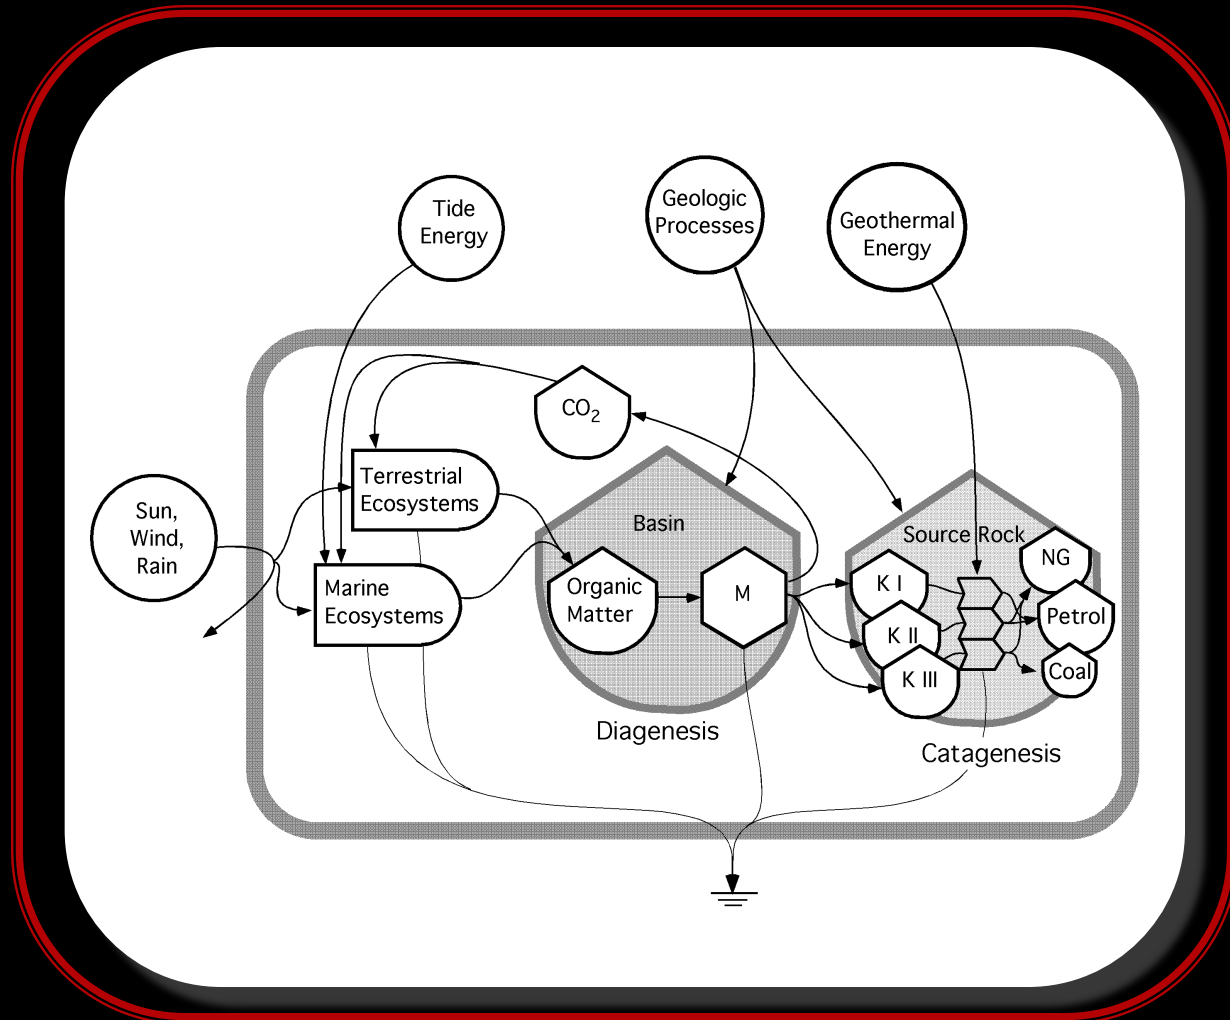 Tide
Energy
Geologic
Processes
Geothermal
Energy
CO2
Terrestrial
Ecosystems
Sun,
Wind,
Rain
Marine
Ecosystems
Basin
Organic
Matter
M
Diagenesis
Source Rock
K I
K II
K III
NG
Petrol
Coal
Catagenesis